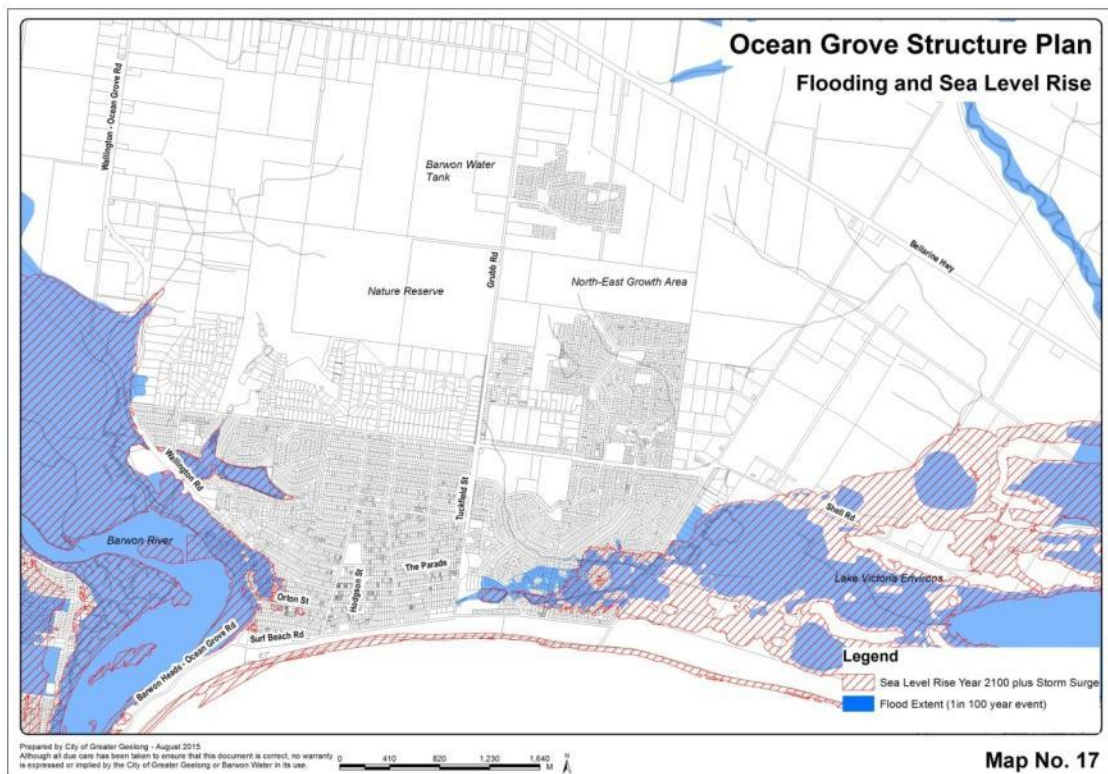 Ocean Grove Structure Plan
Flooding and Sea Level Rise
Wallington - Ocean Grove Rd
Barwon Water
Tank
Bellarine Hwy
Grubb Rd
Nature Reserve
North-East Growth Area
Wallington Rd
Tuckfield St
Shell Rd
Barwon River
The Parade
Lake Victoria Environs
Orton St
Hodgson St
Surf Beach Rd
Barwon Heads - Ocean Grove Rd
Legend
Sea Level Rise Year 2100 plus Storm Surge
Flood Extent (1in 100 year event)
Prepared by City of Greater Geelong - August 2015
Although all due care has been taken to ensure that this document is correct, no warranty
is expressed or implied by the City of Greater Geelong or Barwon Water in its use.
0 410 820 1,230 1,640
M
N
Map No. 17